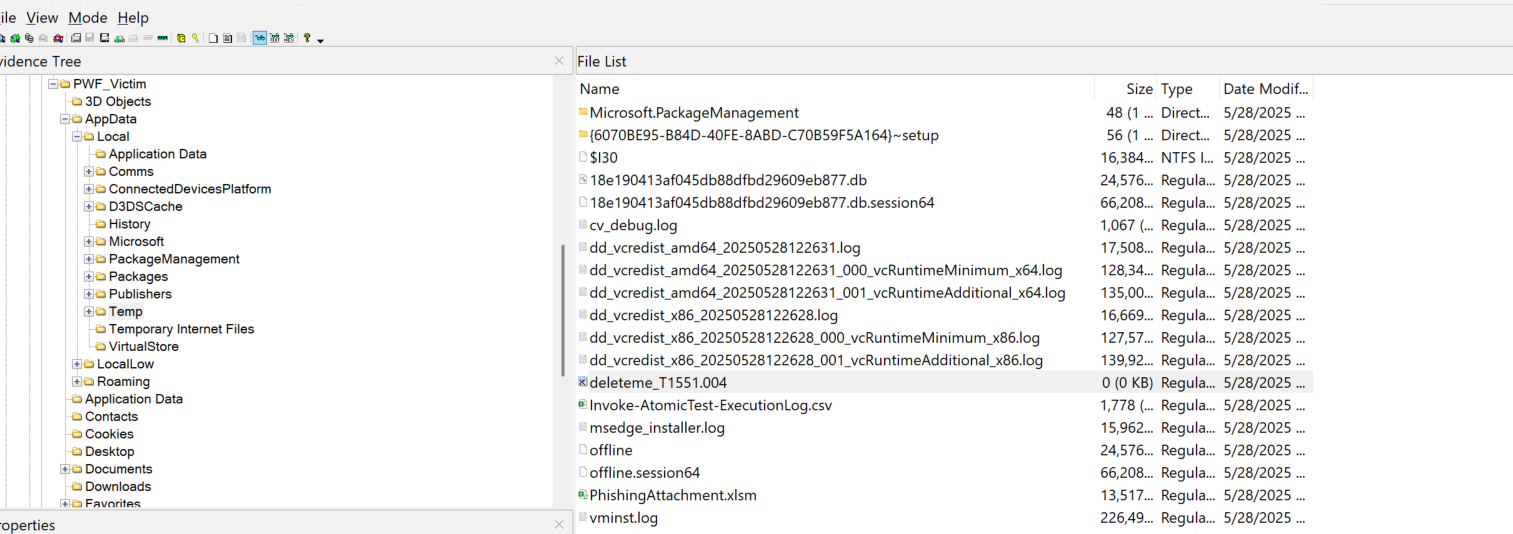 ile View Mode Help
vidence Tree
PWF_Victim
3D Objects
AppData
Local
Application Data
Comms
ConnectedDevicesPlatform
D3DSCache
History
Microsoft
PackageManagement
Packages
Publishers
Temp
Temporary Internet Files
VirtualStore
LocalLow
Roaming
Application Data
Contacts
Cookies
Desktop
Documents
Downloads
Favorites
roperties
File List
Name Size Type Date Modif...
Microsoft.PackageManagement 48 (1 ... Direct... 5/28/2025 ...
{6070BE95-B84D-40FE-8ABD-C70B59F5A164}~setup 56 (1 ... Direct... 5/28/2025 ...
$I30 16,384... NTFS I... 5/28/2025 ...
18e190413af045db88dfbd29609eb877.db 24,576... Regula... 5/28/2025 ...
18e190413af045db88dfbd29609eb877.db.session64 66,208... Regula... 5/28/2025 ...
cv_debug.log 1,067 (... Regula... 5/28/2025 ...
dd_vcredist_amd64_20250528122631.log 17,508... Regula... 5/28/2025 ...
dd_vcredist_amd64_20250528122631_000_vcRuntimeMinimum_x64.log 128,34... Regula... 5/28/2025 ...
dd_vcredist_amd64_20250528122631_001_vcRuntimeAdditional_x64.log 135,00... Regula... 5/28/2025 ...
dd_vcredist_x86_20250528122628.log 16,669... Regula... 5/28/2025 ...
dd_vcredist_x86_20250528122628_000_vcRuntimeMinimum_x86.log 127,57... Regula... 5/28/2025 ...
dd_vcredist_x86_20250528122628_001_vcRuntimeAdditional_x86.log 139,92... Regula... 5/28/2025 ...
deleteme_T1551.004 0 (0 KB) Regula... 5/28/2025 ...
Invoke-AtomicTest-ExecutionLog.csv 1,778 (... Regula... 5/28/2025 ...
msedge_installer.log 15,962... Regula... 5/28/2025 ...
offline 24,576... Regula... 5/28/2025 ...
offline.session64 66,208... Regula... 5/28/2025 ...
PhishingAttachment.xlsm 13,517... Regula... 5/28/2025 ...
vminst.log 226,49... Regula... 5/28/2025 ...